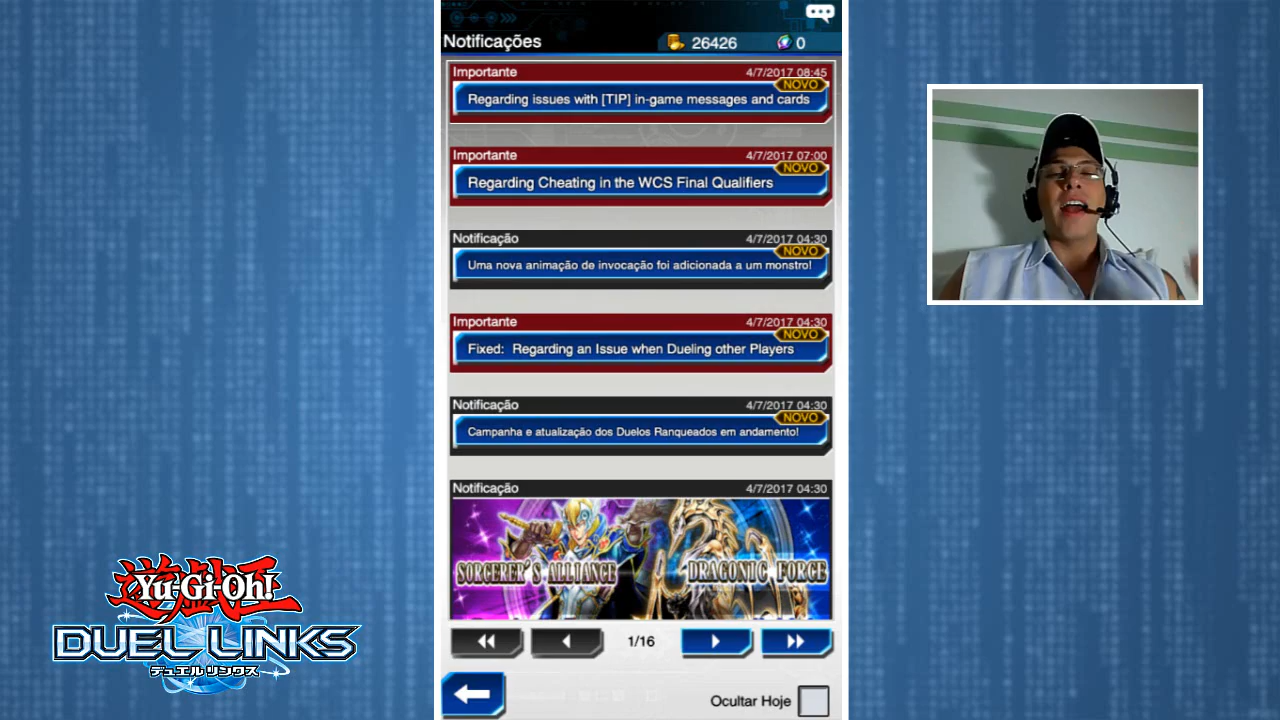 Notificações
26426
0
Importante
4/7/2017 08:45
NOVO
Regarding issues with [TIP] in-game messages and cards
Importante
4/7/2017 07:00
NOVO
Regarding Cheating in the WCS Final Qualifiers
Notificação
4/7/2017 04:30
NOVO
Uma nova animação de invocação foi adicionada a um monstro!
Importante
4/7/2017 04:30
NOVO
Fixed: Regarding an Issue when Dueling other Players
Notificação
4/7/2017 04:30
NOVO
Campanha e atualização dos Duelos Ranqueados em andamento!
Notificação
4/7/2017 04:30
SORCERER'S ALLIANCE
DRAGONIC FORCE
1/16
Ocultar Hoje
遊戯王
Yu-Gi-Oh!
DUEL LINKS
デュエル リンクス